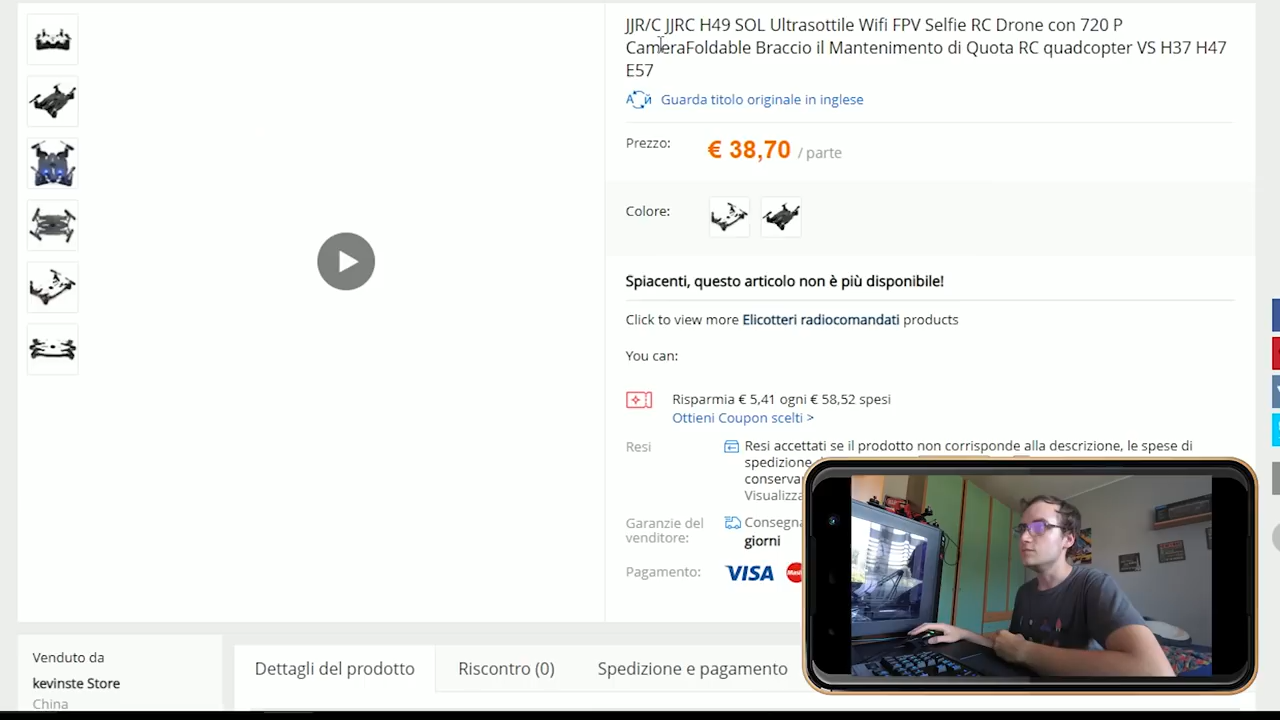 JJR/C JJRC H49 SOL Ultrasottile Wifi FPV Selfie RC Drone con 720 P
CameraFoldable Braccio il Mantenimento di Quota RC quadcopter VS H37 H47
E57
Guarda titolo originale in inglese
Prezzo: € 38,70 / parte
Colore:
Spiacenti, questo articolo non è più disponibile!
Click to view more Elicotteri radiocomandati products
You can:
Risparmia € 5,41 ogni € 58,52 spesi
Ottieni Coupon scelti >
Resi Resi accettati se il prodotto non corrisponde alla descrizione, le spese di
spedizione
conserva
Visualizza
Garanzie del Consegna
venditore: giorni
Pagamento: VISA
Venduto da
kevinste Store
China
Dettagli del prodotto Riscontro (0) Spedizione e pagamento